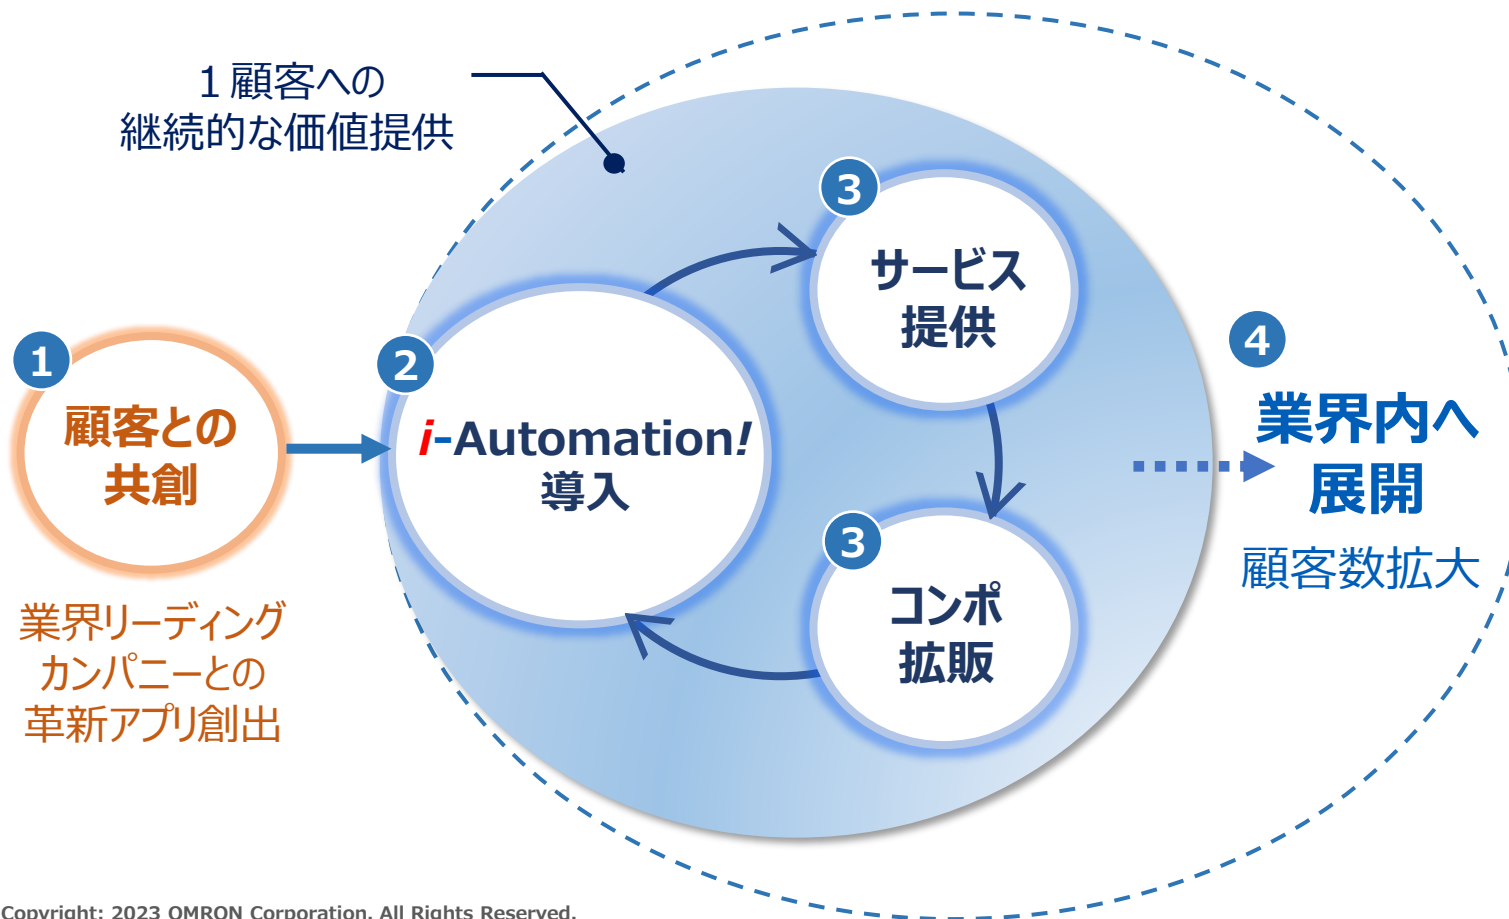 １顧客への
継続的な価値提供
3
サービス
提供
1
顧客との
共創
2
i-Automation!
導入
4
業界内へ
展開
顧客数拡大
3
コンポ
拡販
業界リーディング
カンパニーとの
革新アプリ創出
Copyright: 2023 OMRON Corporation. All Rights Reserved.